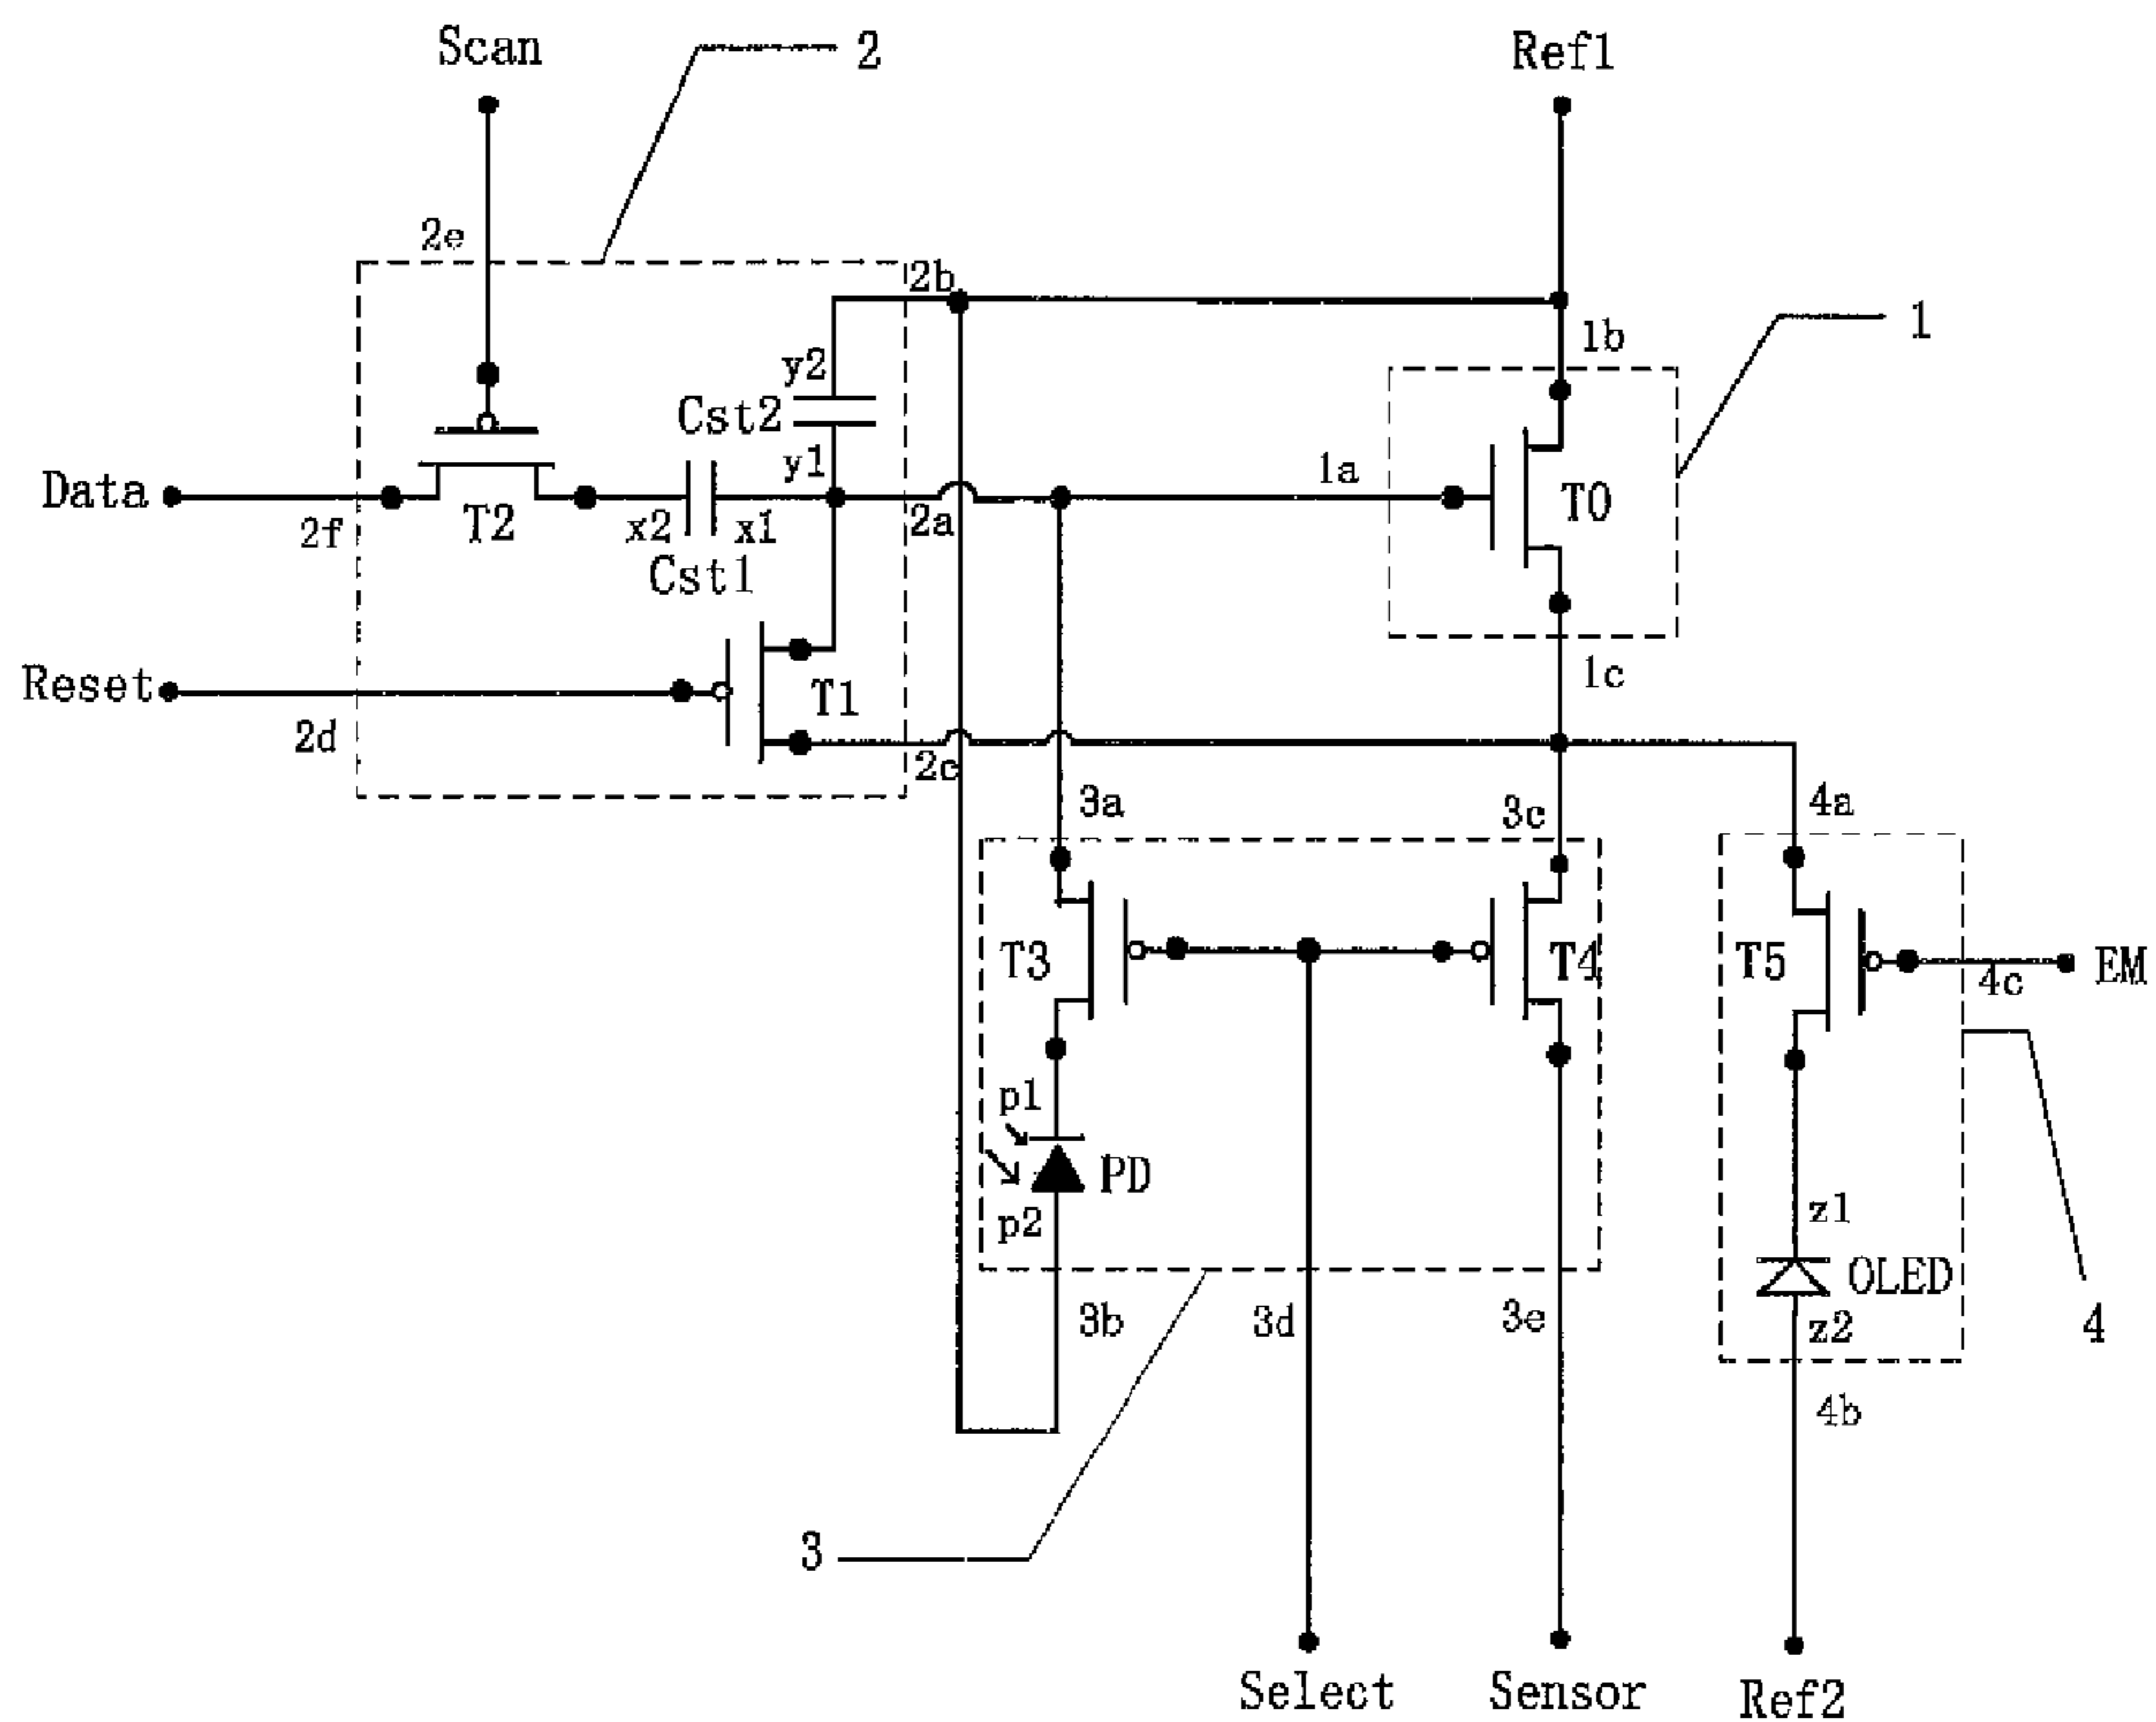 Scan
2
Ref1
2e
2b
1b
1
y2
Cst2
y1
1a
Data
2f
T2
x2
x1
2a
T0
Cst1
Reset
2d
T1
1c
2c
3a
3c
4a
T3
T4
T5
4c
EM
p1
PD
p2
z1
OLED
z2
3b
3d
3e
4
4b
3
Select
Sensor
Ref2